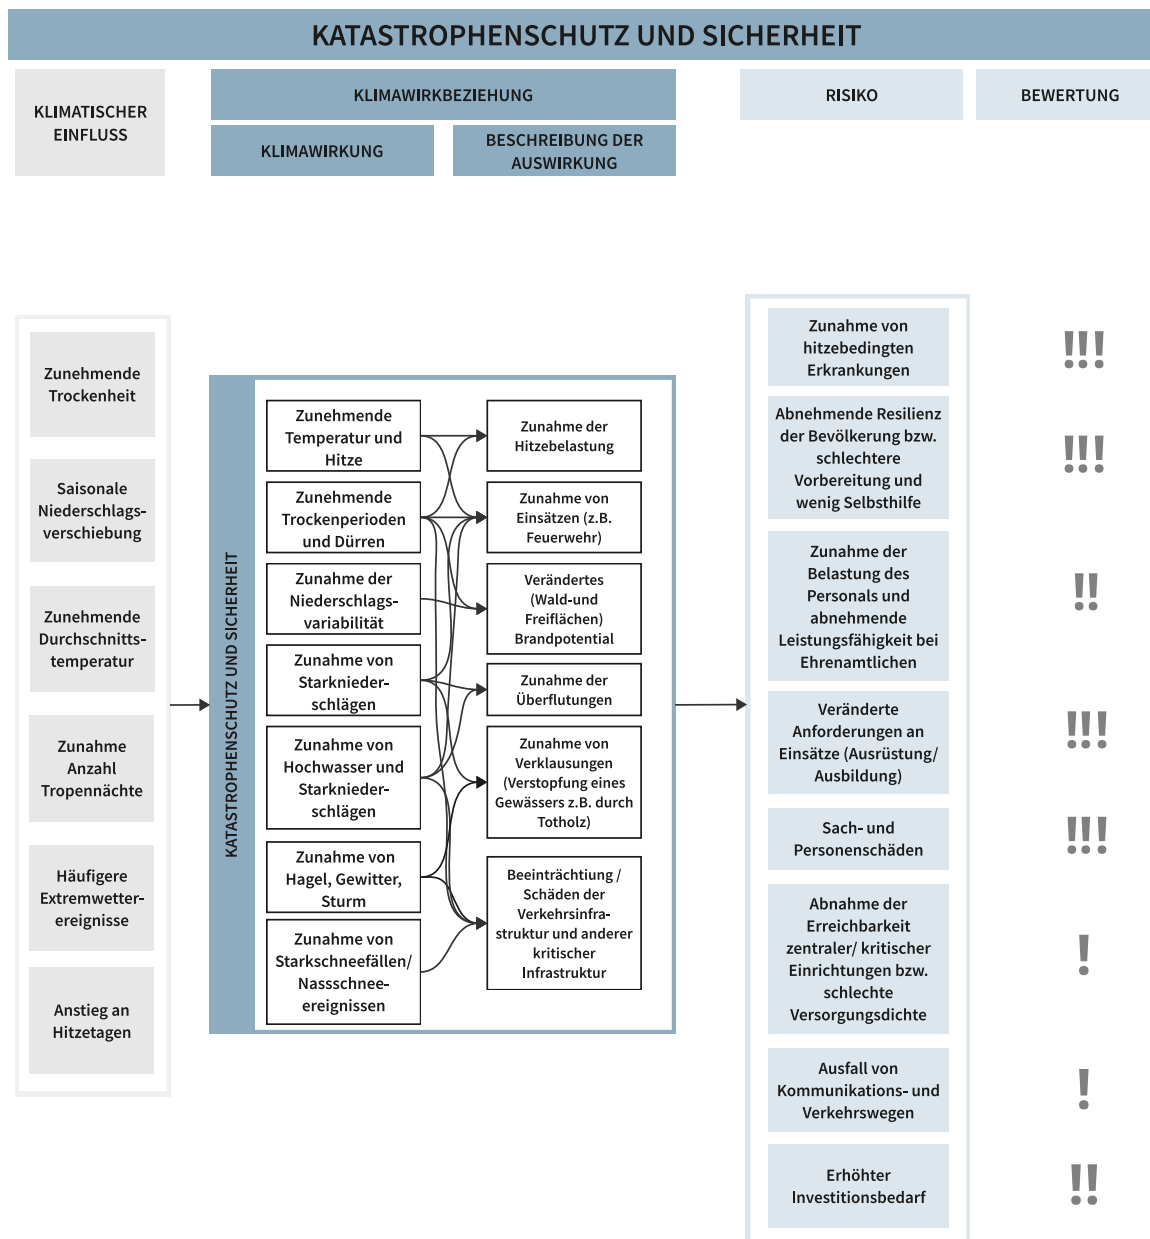 KATASTROPHENSCHUTZ UND SICHERHEIT
KLIMATISCHER
EINFLUSS
KLIMAWIRKBEZIEHUNG
KLIMAWIRKUNG
BESCHREIBUNG DER
AUSWIRKUNG
RISIKO
BEWERTUNG
Zunehmende
Trockenheit
Saisonale
Niederschlags-
verschiebung
Zunehmende
Durchschnitts-
temperatur
Zunahme
Anzahl
Tropennächte
Häufigere
Extremwetter-
ereignisse
Anstieg an
Hitzetagen
KATASTROPHENSCHUTZ UND SICHERHEIT
Zunehmende
Temperatur und
Hitze
Zunehmende
Trockenperioden
und Dürren
Zunahme der
Niederschlags-
variabilität
Zunahme von
Starknieder-
schlägen
Zunahme von
Hochwasser und
Starknieder-
schlägen
Zunahme von
Hagel, Gewitter,
Sturm
Zunahme von
Starkschneefällen/
Nassschnee-
ereignissen
Zunahme der
Hitzebelastung
Zunahme von
Einsätzen (z.B.
Feuerwehr)
Verändertes
(Wald-und
Freiflächen)
Brandpotential
Zunahme der
Überflutungen
Zunahme von
Verklausungen
(Verstopfung eines
Gewässers z.B. durch
Totholz)
Beeinträchtiung /
Schäden der
Verkehrsinfra-
struktur und anderer
kritischer
Infrastruktur
Zunahme von
hitzebedingten
Erkrankungen
!!!
Abnehmende Resilienz
der Bevölkerung bzw.
schlechtere
Vorbereitung und
wenig Selbsthilfe
!!!
Zunahme der
Belastung des
Personals und
abnehmende
Leistungsfähigkeit bei
Ehrenamtlichen
!!
Veränderte
Anforderungen an
Einsätze (Ausrüstung/
Ausbildung)
!!!
Sach- und
Personenschäden
!!!
Abnahme der
Erreichbarkeit
zentraler/ kritischer
Einrichtungen bzw.
schlechte
Versorgungsdichte
!
Ausfall von
Kommunikations- und
Verkehrswegen
!
Erhöhter
Investitionsbedarf
!!